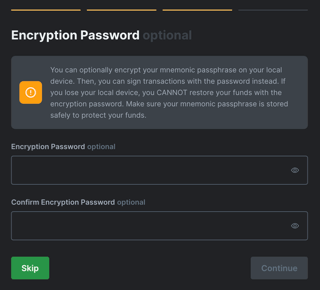 Encryption Password optional
You can optionally encrypt your mnemonic passphrase on your local
device. Then, you can sign transactions with the password instead. If
you lose your local device, you CANNOT restore your funds with the
encryption password. Make sure your mnemonic passphrase is stored
safely to protect your funds.
Encryption Password optional
Confirm Encryption Password optional
Skip
Continue